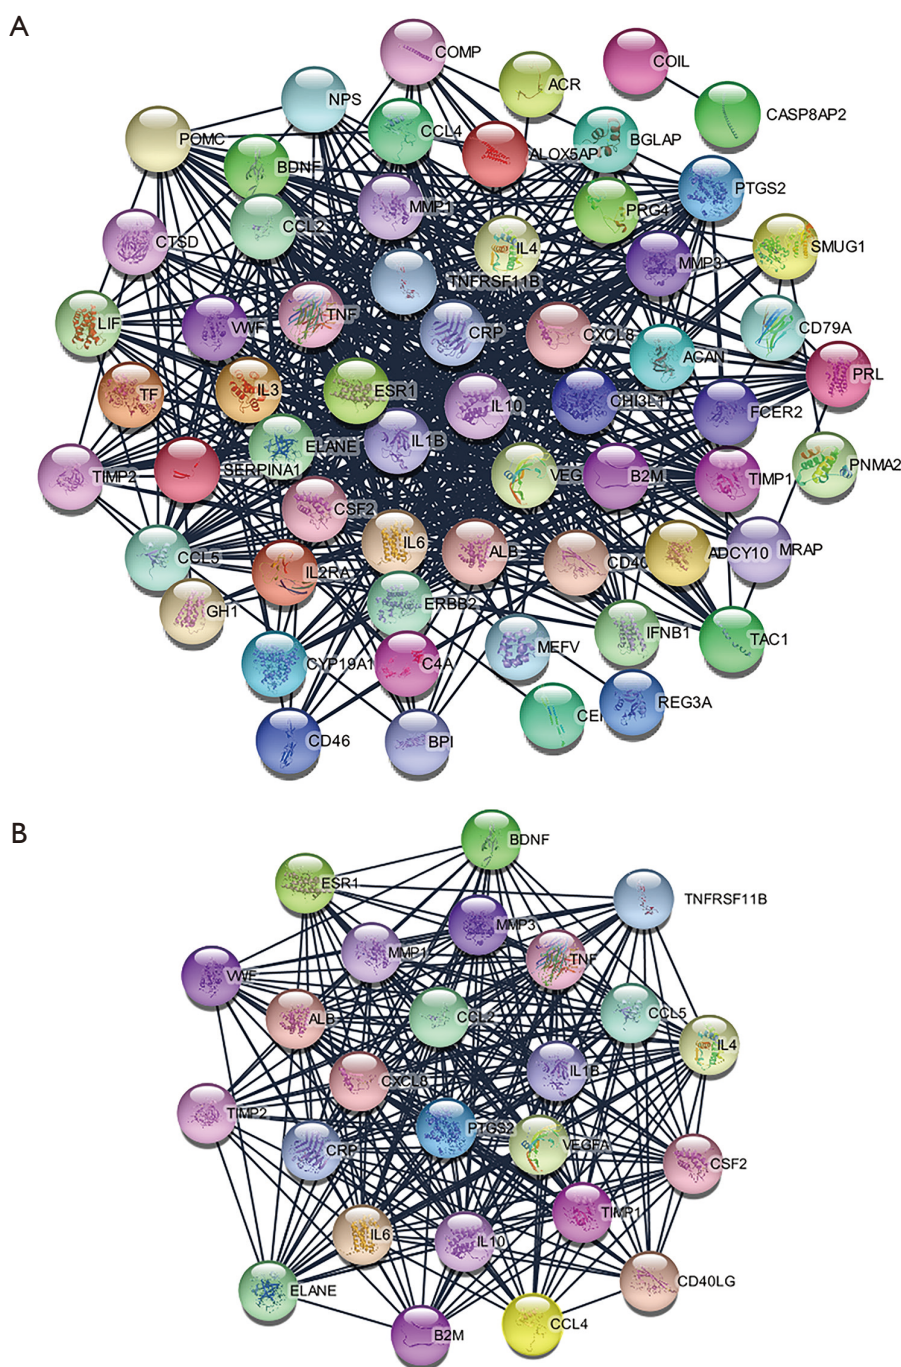 A
COMP
COIL
ACR
NPS
CASP8AP2
CCL4
POMC
BGLAP
ALOX5AP
BDNF
PTGS2
MMP1
PRG4
CCL2
CTSD
IL4
SMUG1
MMP3
TNFRSF11B
TNF
LIF
VWF
CRP
CXCL8
CD79A
ACAN
PRL
TF
IL3
ESR1
IL10
CHI3L1
FCER2
ELANE
IL1B
SERPINA1
TIMP2
VEG
B2M
TIMP1
PNMA2
CSF2
CCL5
IL6
ALB
CD40
ADCY10
MRAP
IL2RA
GH1
ERBB2
IFNB1
TAC1
CYP19A1
C4A
MEFV
REG3A
CD46
BPI
B
BDNF
ESR1
TNFRSF11B
MMP3
MMP1
TNF
VWF
ALB
CCL2
CCL5
IL4
IL1B
CXCL8
TIMP2
PTGS2
VEGFA
CRP
CSF2
TIMP1
IL6
IL10
CD40LG
ELANE
B2M
CCL4